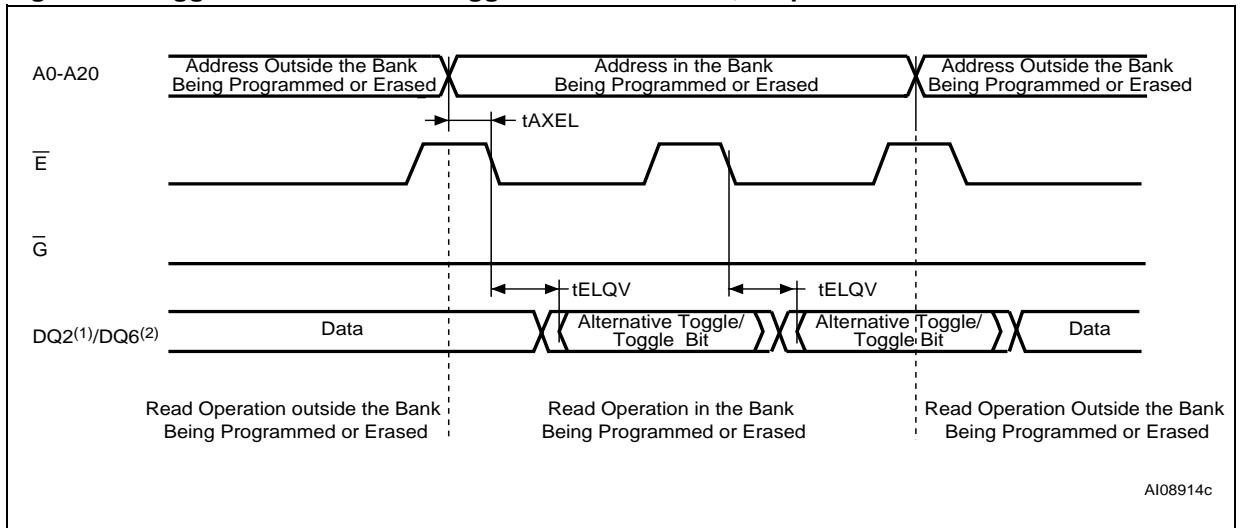 A0-A20
Address Outside the Bank
Being Programmed or Erased
Address in the Bank
Being Programmed or Erased
Address Outside the Bank
Being Programmed or Erased
tAXEL
E
G
tELQV
tELQV
DQ2(1)/DQ6(2)
Data
Alternative Toggle/
Toggle Bit
Alternative Toggle/
Toggle Bit
Data
Read Operation outside the Bank
Being Programmed or Erased
Read Operation in the Bank
Being Programmed or Erased
Read Operation Outside the Bank
Being Programmed or Erased
AI08914c